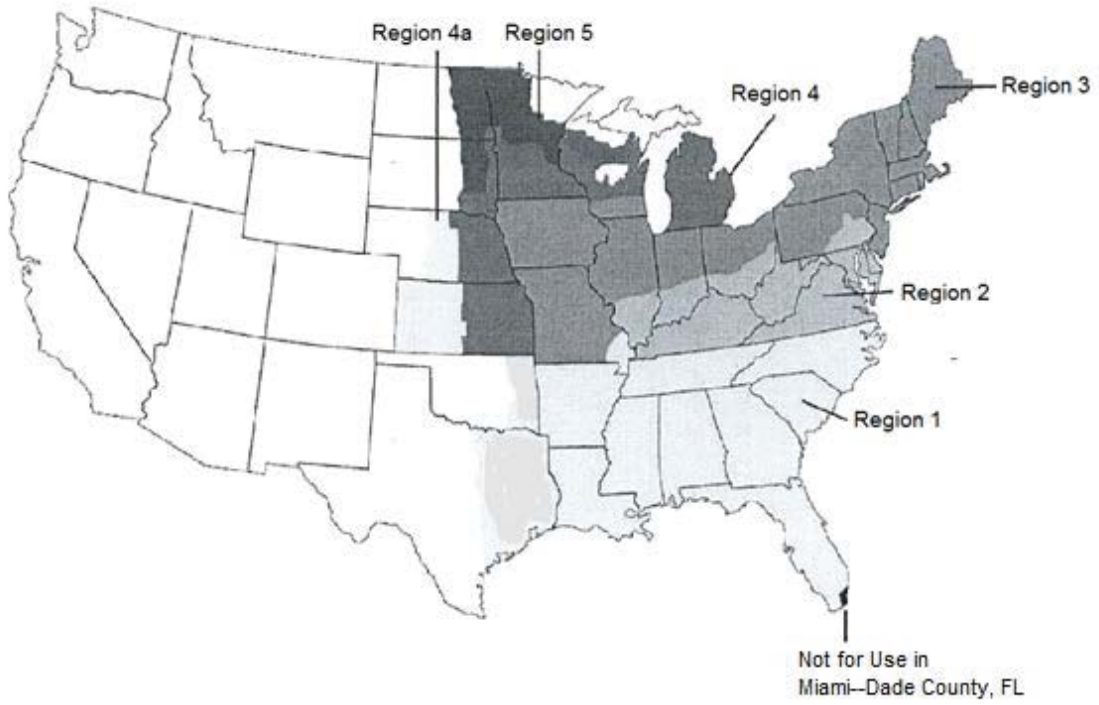 Region 4a
Region 5
Region 4
Region 3
Region 2
Region 1
Not for Use in
Miami--Dade County, FL